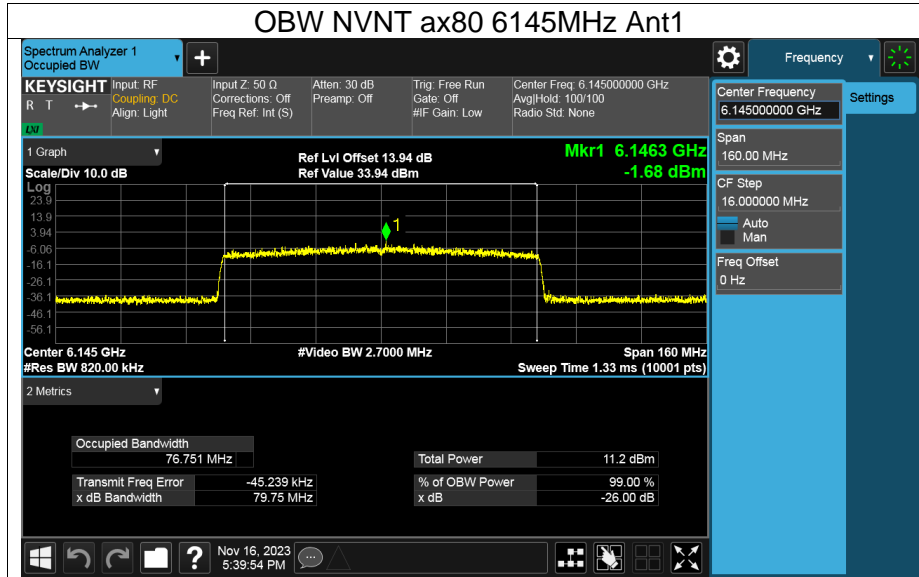 OBW NVNT ax80 6145MHz Ant1
Spectrum Analyzer 1
Occupied BW
+
Frequency
KEYSIGHT
R T
LXI
Input: RF
Coupling: DC
Align: Light
Input Z: 50 Ω
Corrections: Off
Freq Ref: Int (S)
Atten: 30 dB
Preamp: Off
Trig: Free Run
Gate: Off
#IF Gain: Low
Center Freq: 6.145000000 GHz
Avg|Hold: 100/100
Radio Std: None
Center Frequency
6.145000000 GHz
Settings
Span
160.00 MHz
CF Step
16.000000 MHz
Auto
Man
Freq Offset
0 Hz
1 Graph
Scale/Div 10.0 dB
Ref Lvl Offset 13.94 dB
Ref Value 33.94 dBm
Mkr1 6.1463 GHz
-1.68 dBm
Log
23.9
13.9
3.94
-6.06
-16.1
-26.1
-36.1
-46.1
-56.1
1
Center 6.145 GHz
#Res BW 820.00 kHz
#Video BW 2.7000 MHz
Span 160 MHz
Sweep Time 1.33 ms (10001 pts)
2 Metrics
Occupied Bandwidth
76.751 MHz
Transmit Freq Error -45.239 kHz
x dB Bandwidth 79.75 MHz
Total Power 11.2 dBm
% of OBW Power 99.00 %
x dB -26.00 dB
?
Nov 16, 2023
5:39:54 PM